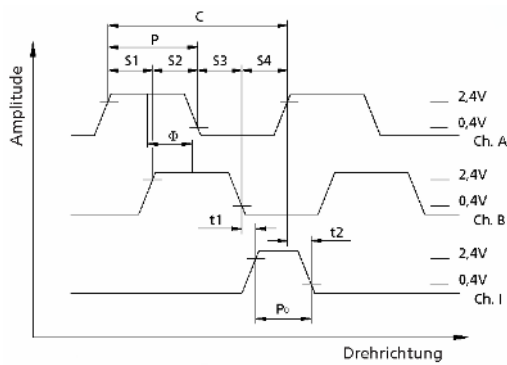 C
P
S1 S2 S3 S4
Amplitude
2,4V
0,4V
Ch. A
Φ
2,4V
0,4V
Ch. B
t1
t2
2,4V
0,4V
Ch. I
P₀
Drehrichtung